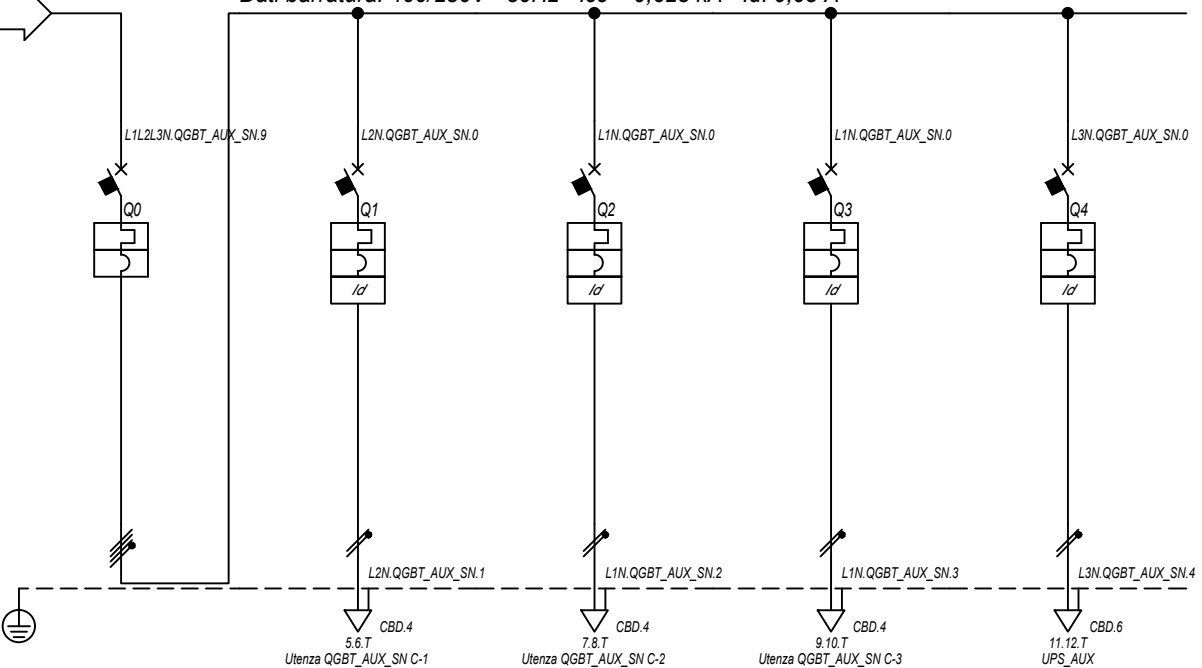 L1L2L3N.QGBT_AUX_SN.9
L2N.QGBT_AUX_SN.0
L1N.QGBT_AUX_SN.0
L1N.QGBT_AUX_SN.0
L3N.QGBT_AUX_SN.0
Q0
Q1
Q2
Q3
Q4
Id
Id
Id
Id
L2N.QGBT_AUX_SN.1
L1N.QGBT_AUX_SN.2
L1N.QGBT_AUX_SN.3
L3N.QGBT_AUX_SN.4
CBD.4
CBD.4
CBD.4
CBD.6
5.6.T
7.8.T
9.10.T
11.12.T
Utenza QGBT_AUX_SN C-1
Utenza QGBT_AUX_SN C-2
Utenza QGBT_AUX_SN C-3
UPS_AUX